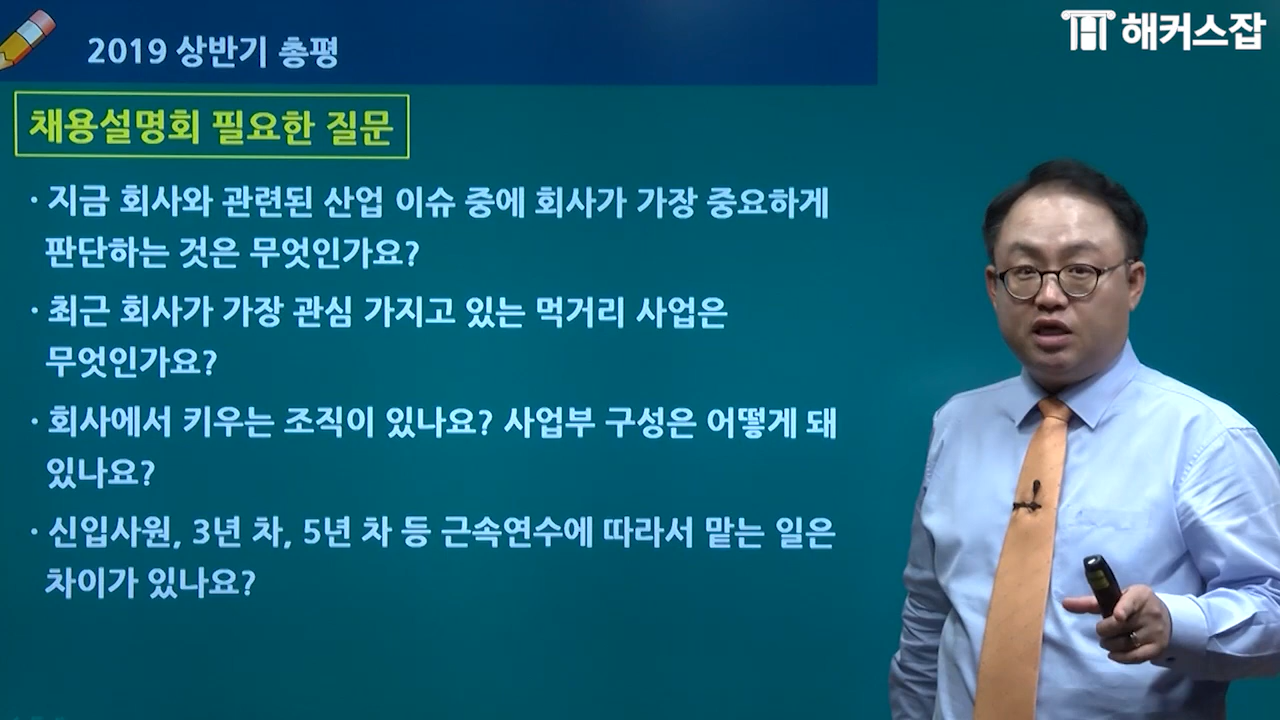 2019 상반기 총평
해커스잡
채용설명회 필요한 질문
· 지금 회사와 관련된 산업 이슈 중에 회사가 가장 중요하게
판단하는 것은 무엇인가요?
· 최근 회사가 가장 관심 가지고 있는 먹거리 사업은
무엇인가요?
· 회사에서 키우는 조직이 있나요? 사업부 구성은 어떻게 돼
있나요?
· 신입사원, 3년 차, 5년 차 등 근속연수에 따라서 맡는 일은
차이가 있나요?